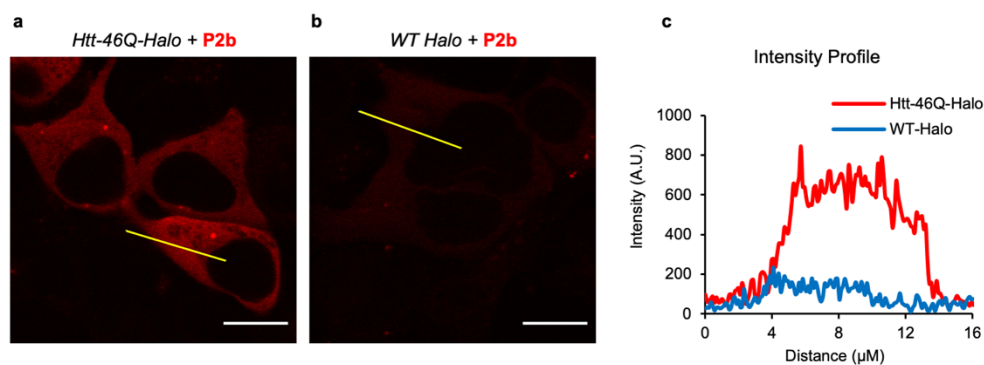 a
Htt-46Q-Halo + P2b
b
WT Halo + P2b
c
Intensity Profile
Htt-46Q-Halo
WT-Halo
Intensity (A.U.)
1000
800
600
400
200
0
0 4 8 12 16
Distance (µM)